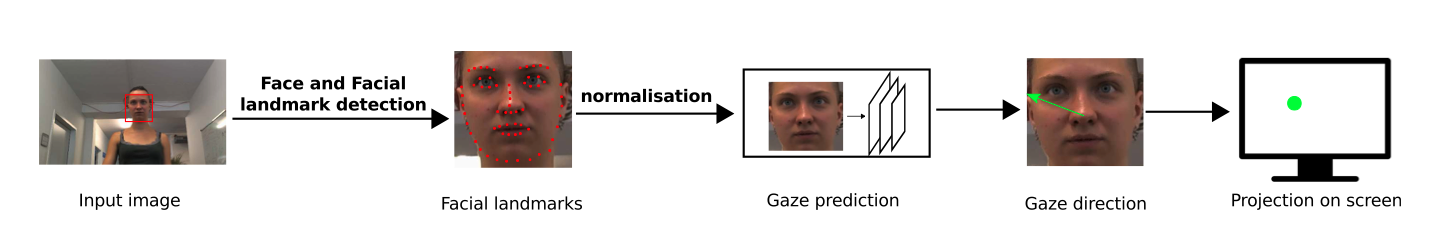 Face and Facial
landmark detection
normalisation
Input image
Facial landmarks
Gaze prediction
Gaze direction
Projection on screen